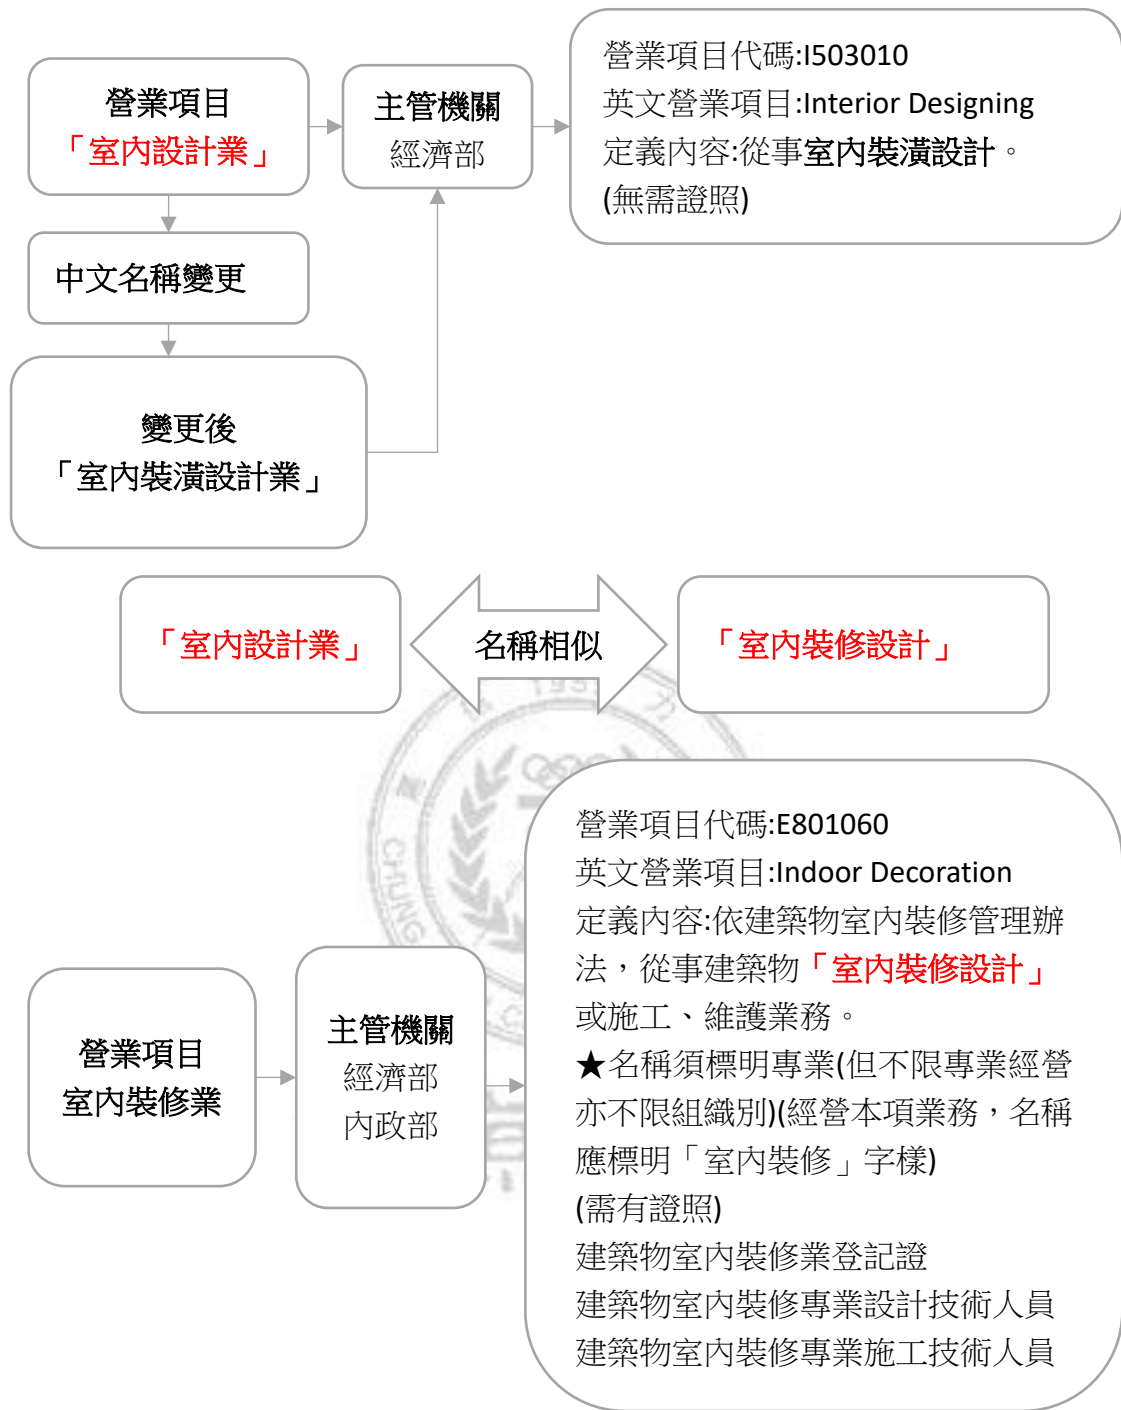 營業項目
「室內設計業」
主管機關
經濟部
營業項目代碼:I503010
英文營業項目:Interior Designing
定義內容:從事室內裝潢設計。
(無需證照)
中文名稱變更
變更後
「室內裝潢設計業」
「室內設計業」
名稱相似
「室內裝修設計」
營業項目
室內裝修業
主管機關
經濟部
內政部
營業項目代碼:E801060
英文營業項目:Indoor Decoration
定義內容:依建築物室內裝修管理辦
法，從事建築物「室內裝修設計」
或施工、維護業務。
★名稱須標明專業(但不限專業經營
亦不限組織別)(經營本項業務，名稱
應標明「室內裝修」字樣)
(需有證照)
建築物室內裝修業登記證
建築物室內裝修專業設計技術人員
建築物室內裝修專業施工技術人員
CHUNG